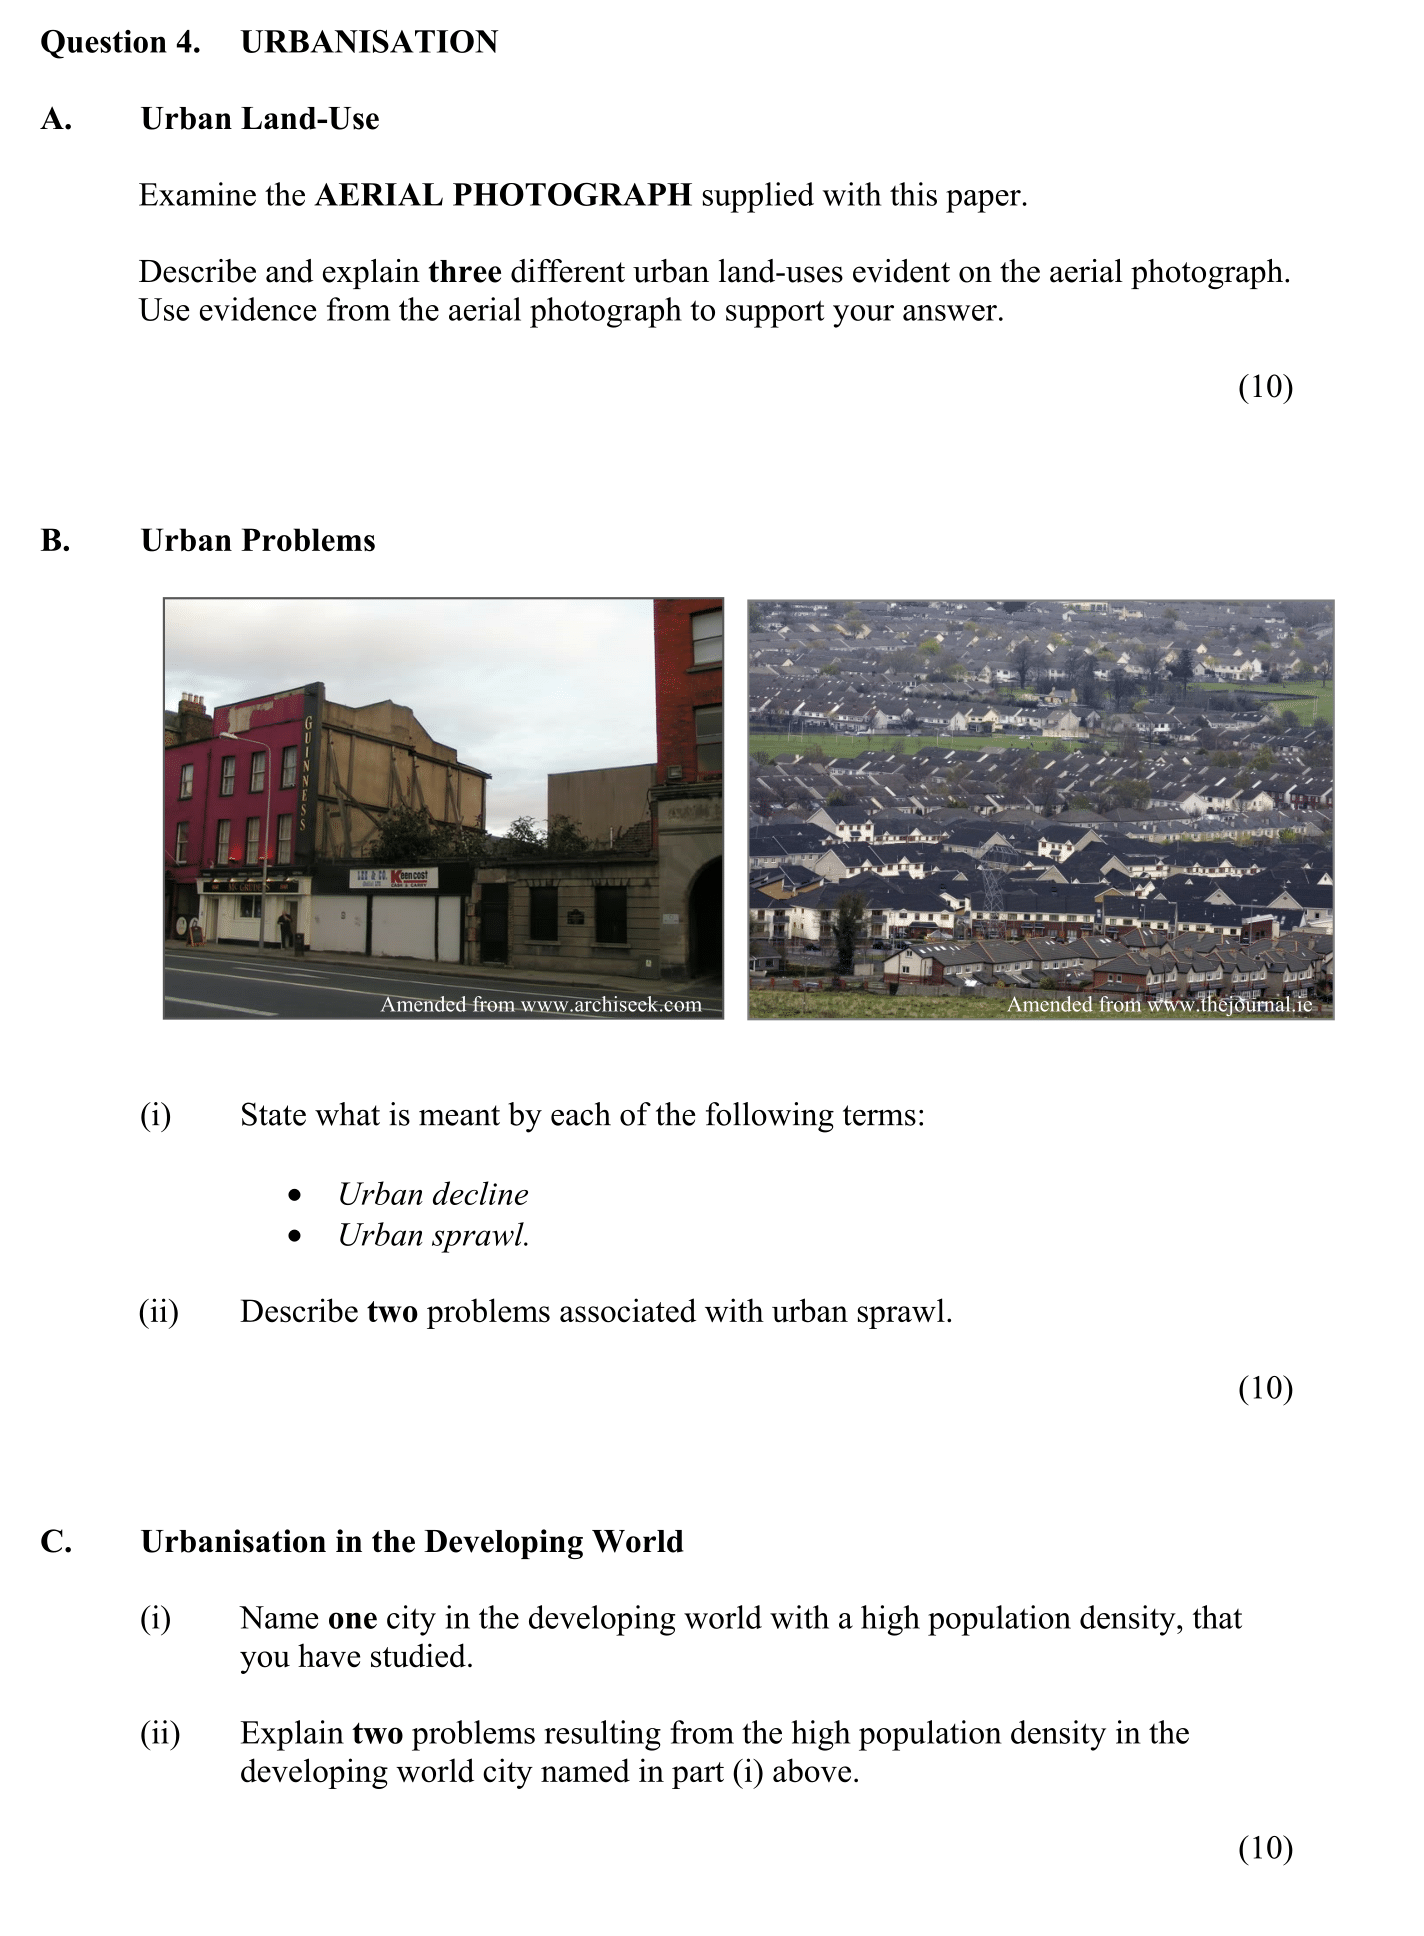 Question 4. URBANISATION
A. Urban Land-Use
Examine the AERIAL PHOTOGRAPH supplied with this paper.
Describe and explain three different urban land-uses evident on the aerial photograph.
Use evidence from the aerial photograph to support your answer.
(10)
B. Urban Problems
GUINNESS
LEE & CO.
Keencost
CASH & CARRY
Mc GRUDERS
Amended from www.archiseek.com
Amended from www.thejournal.ie
(i) State what is meant by each of the following terms:
• Urban decline
• Urban sprawl.
(ii) Describe two problems associated with urban sprawl.
(10)
C. Urbanisation in the Developing World
(i) Name one city in the developing world with a high population density, that
you have studied.
(ii) Explain two problems resulting from the high population density in the
developing world city named in part (i) above.
(10)